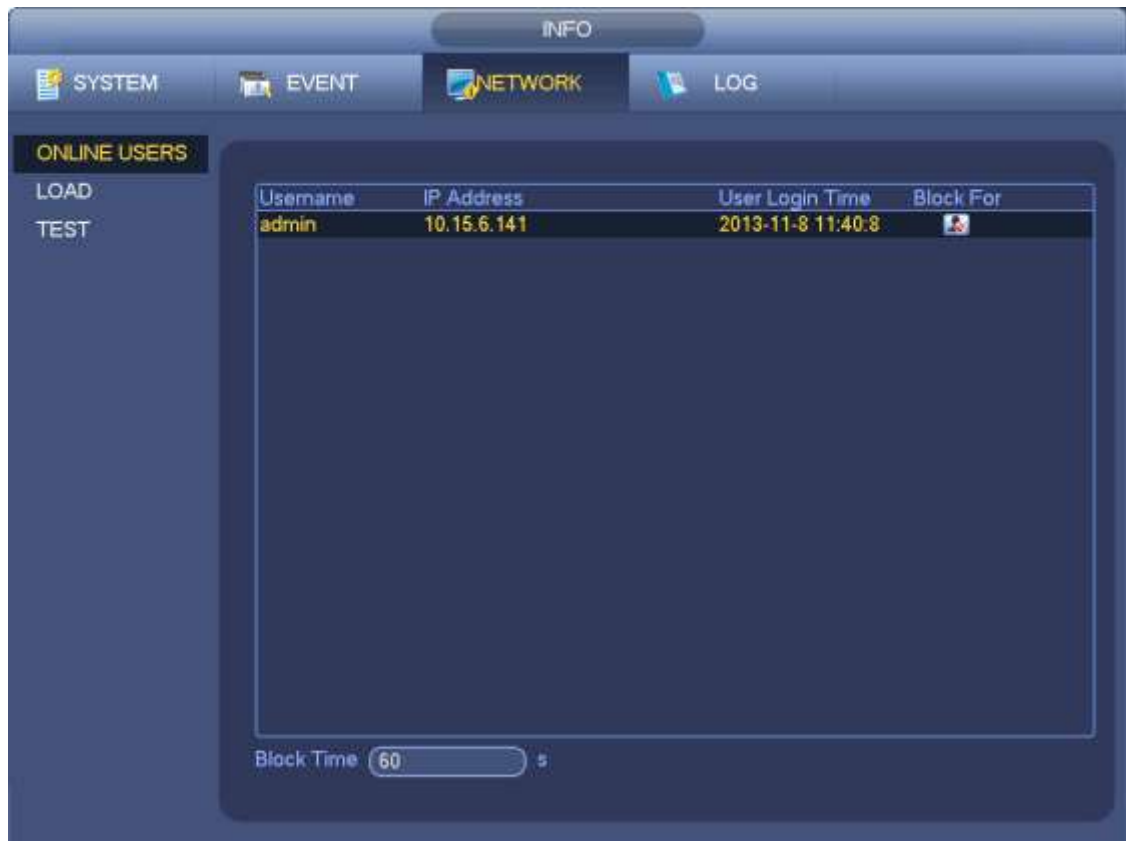 INFO
SYSTEM EVENT NETWORK LOG
ONLINE USERS
LOAD
TEST
Username IP Address User Login Time Block For
admin 10.15.6.141 2013-11-8 11:40:8
Block Time 60 s